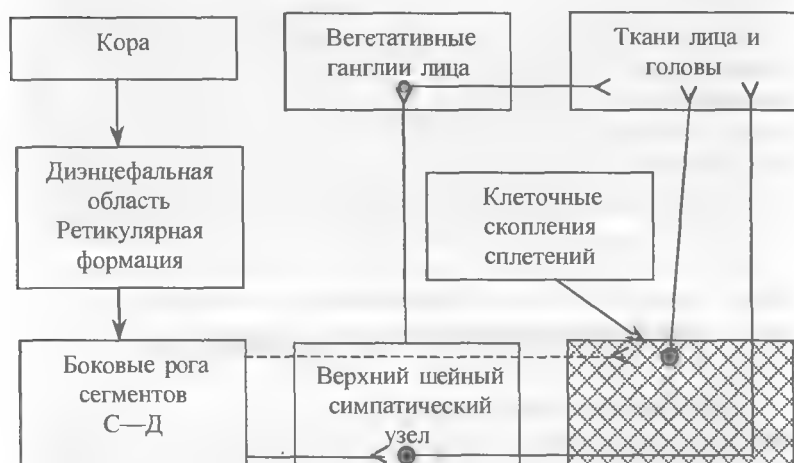 Кора
Вегетативные
ганглии лица
Ткани лица и
головы
Диэнцефальная
область
Ретикулярная
формация
Клеточные
скопления
сплетений
Боковые рога
сегментов
С—Д
Верхний шейный
симпатический
узел